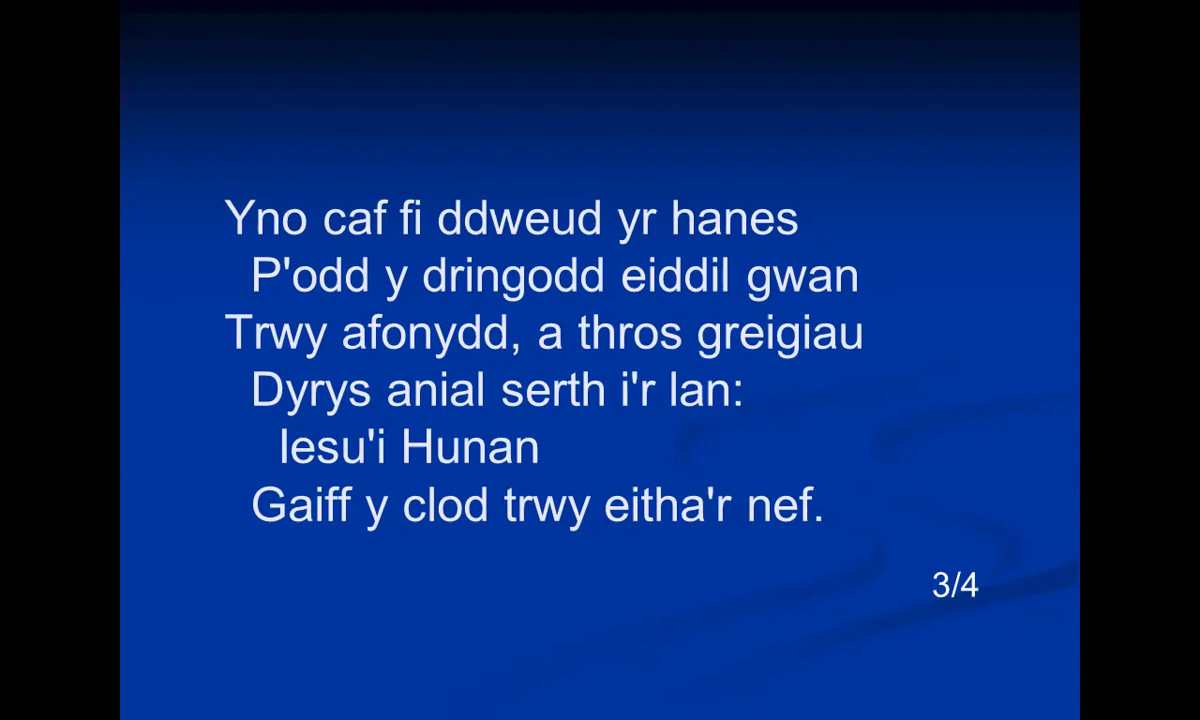 Yno caf fi ddweud yr hanes
P'odd y dringodd eiddil gwan
Trwy afonydd, a thros greigiau
Dyrys anial serth i'r lan:
Iesu'i Hunan
Gaiff y clod trwy eitha'r nef.
3/4